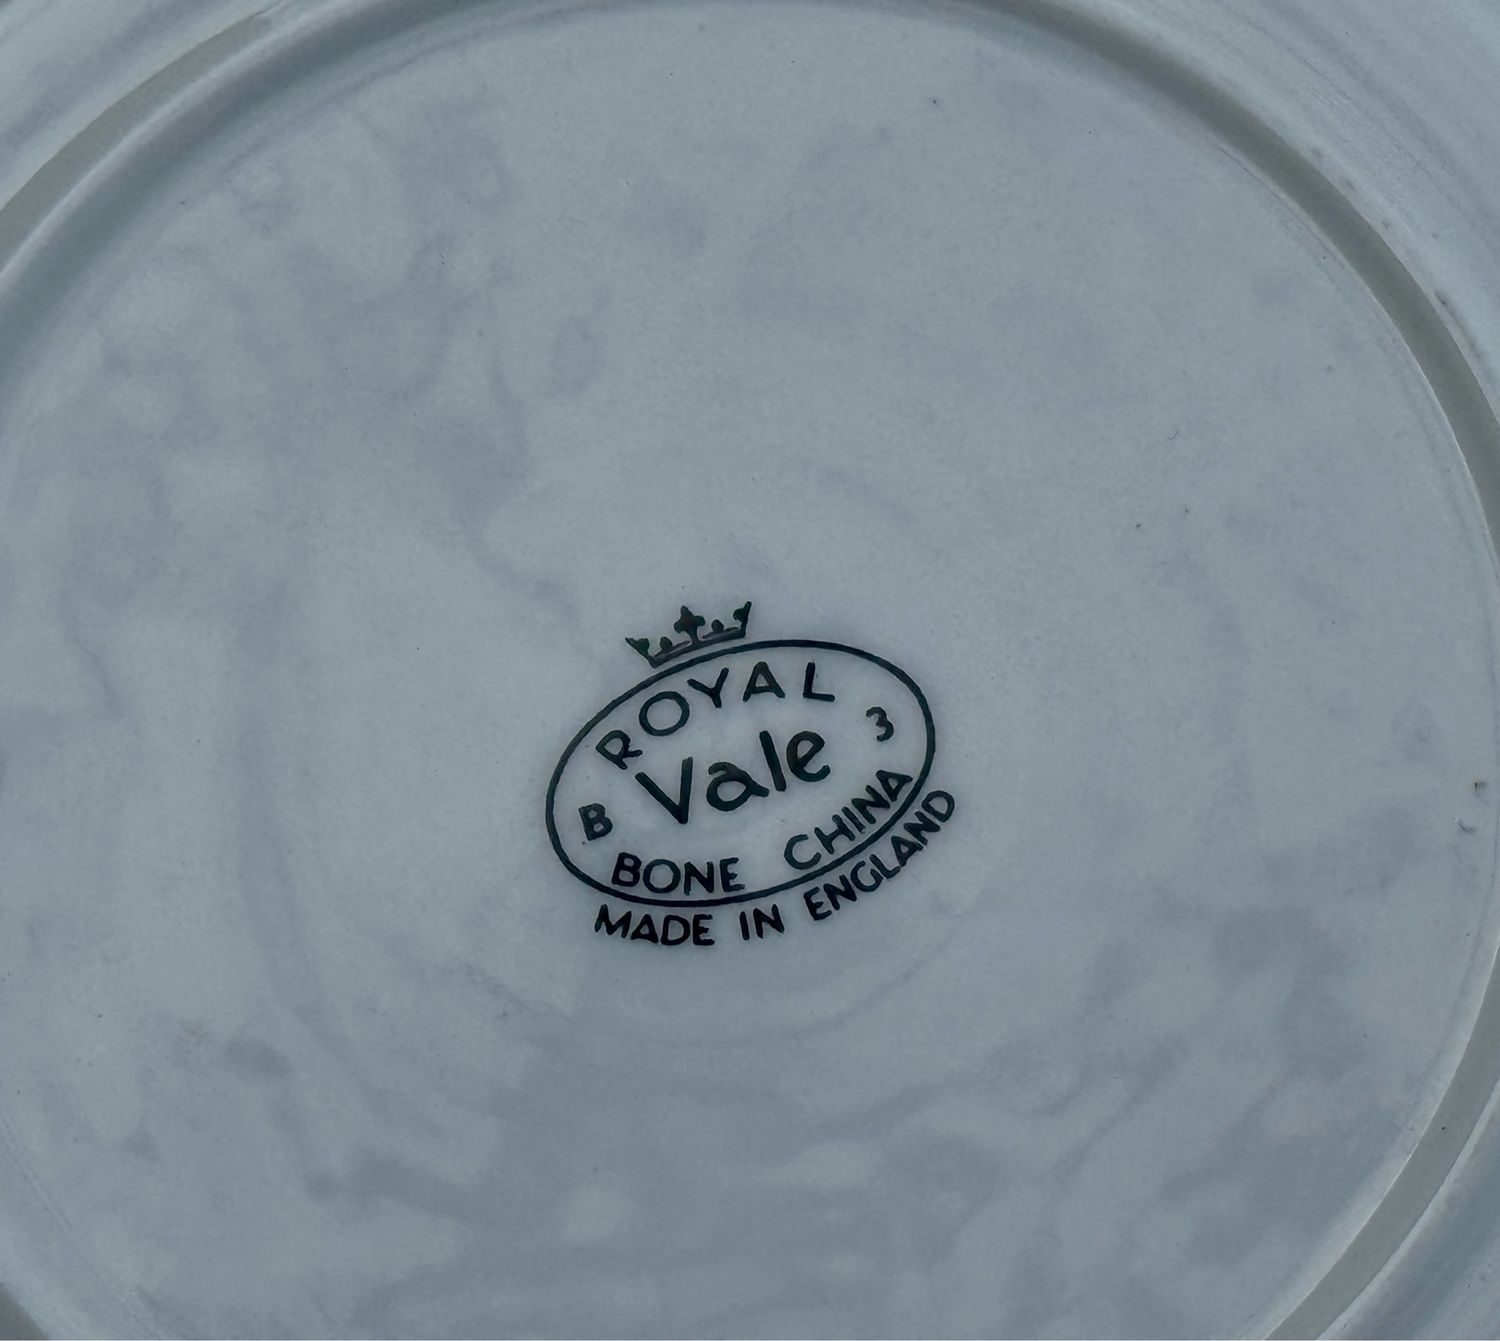 ROYAL
B Vale 3
BONE CHINA
MADE IN ENGLAND